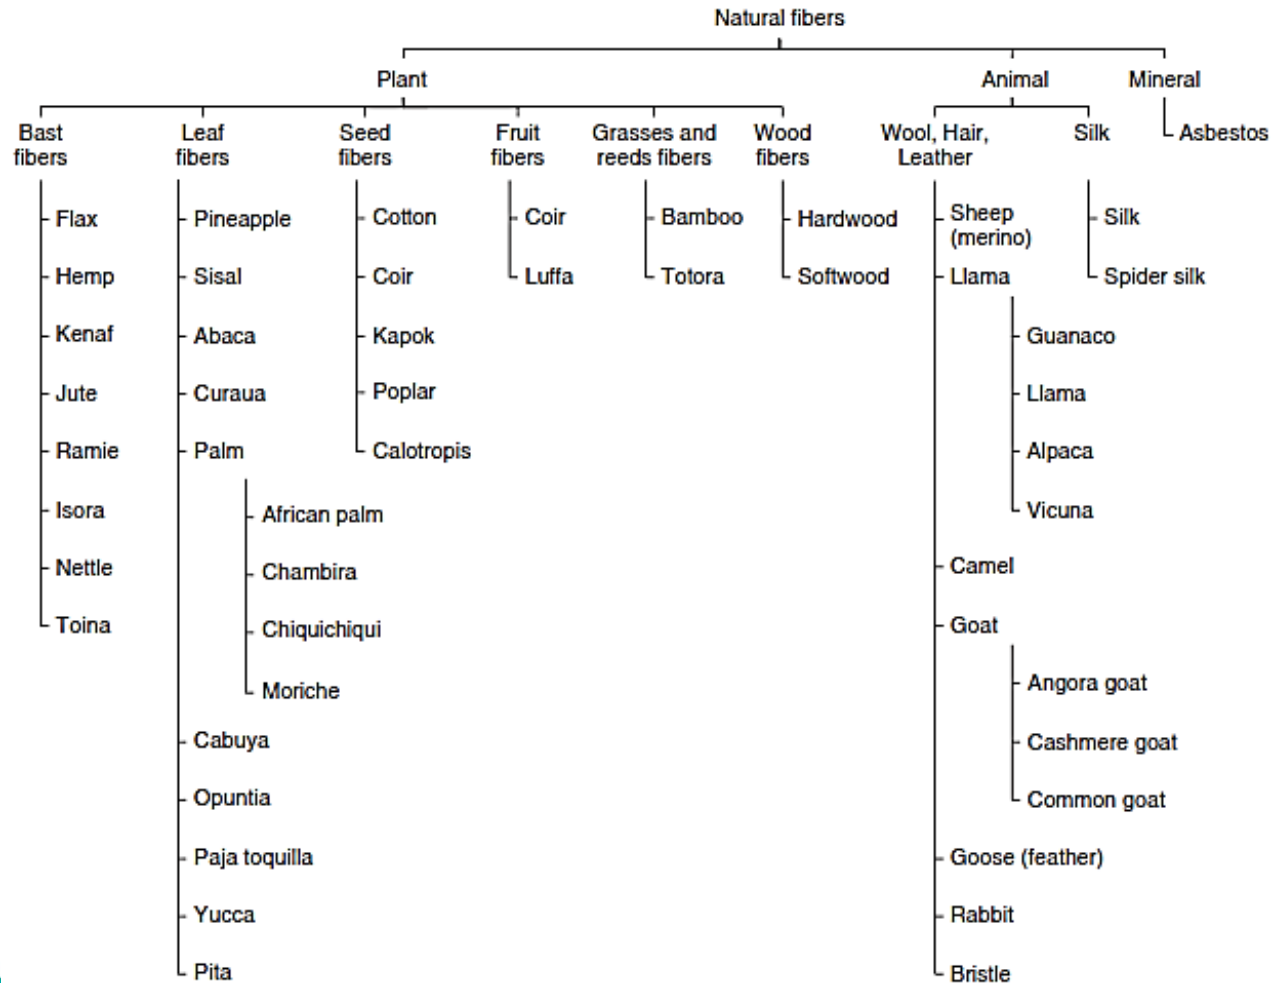 Natural fibers
Plant
Animal
Mineral
Bast
fibers
Leaf
fibers
Seed
fibers
Fruit
fibers
Grasses and
reeds fibers
Wood
fibers
Wool, Hair,
Leather
Silk
Asbestos
Flax
Hemp
Kenaf
Jute
Ramie
Isora
Nettle
Toina
Pineapple
Sisal
Abaca
Curaua
Palm
African palm
Chambira
Chiquichiqui
Moriche
Cabuya
Opuntia
Paja toquilla
Yucca
Pita
Cotton
Coir
Kapok
Poplar
Calotropis
Coir
Luffa
Bamboo
Totora
Hardwood
Softwood
Sheep
(merino)
Llama
Guanaco
Llama
Alpaca
Vicuna
Camel
Goat
Angora goat
Cashmere goat
Common goat
Goose (feather)
Rabbit
Bristle
Silk
Spider silk